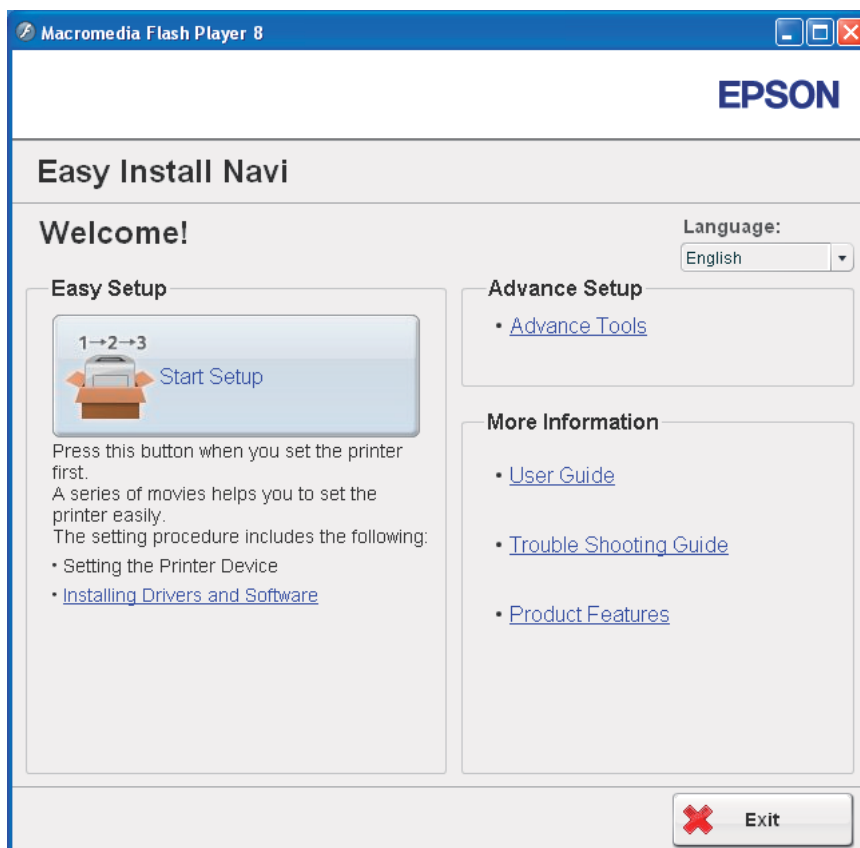 Macromedia Flash Player 8
EPSON
Easy Install Navi
Welcome!
Language:
English
Easy Setup
1→2→3
Start Setup
Press this button when you set the printer
first.
A series of movies helps you to set the
printer easily.
The setting procedure includes the following:
• Setting the Printer Device
• Installing Drivers and Software
Advance Setup
• Advance Tools
More Information
• User Guide
• Trouble Shooting Guide
• Product Features
Exit